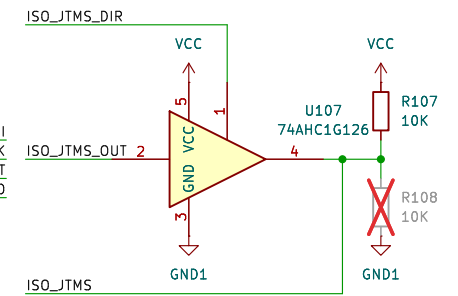 ISO_JTMS_DIR
VCC
VCC
5
1
U107
74AHC1G126
R107
10K
I
K
T
O
ISO_JTMS_OUT
2
VCC
GND
4
3
R108
10K
GND1
GND1
ISO_JTMS